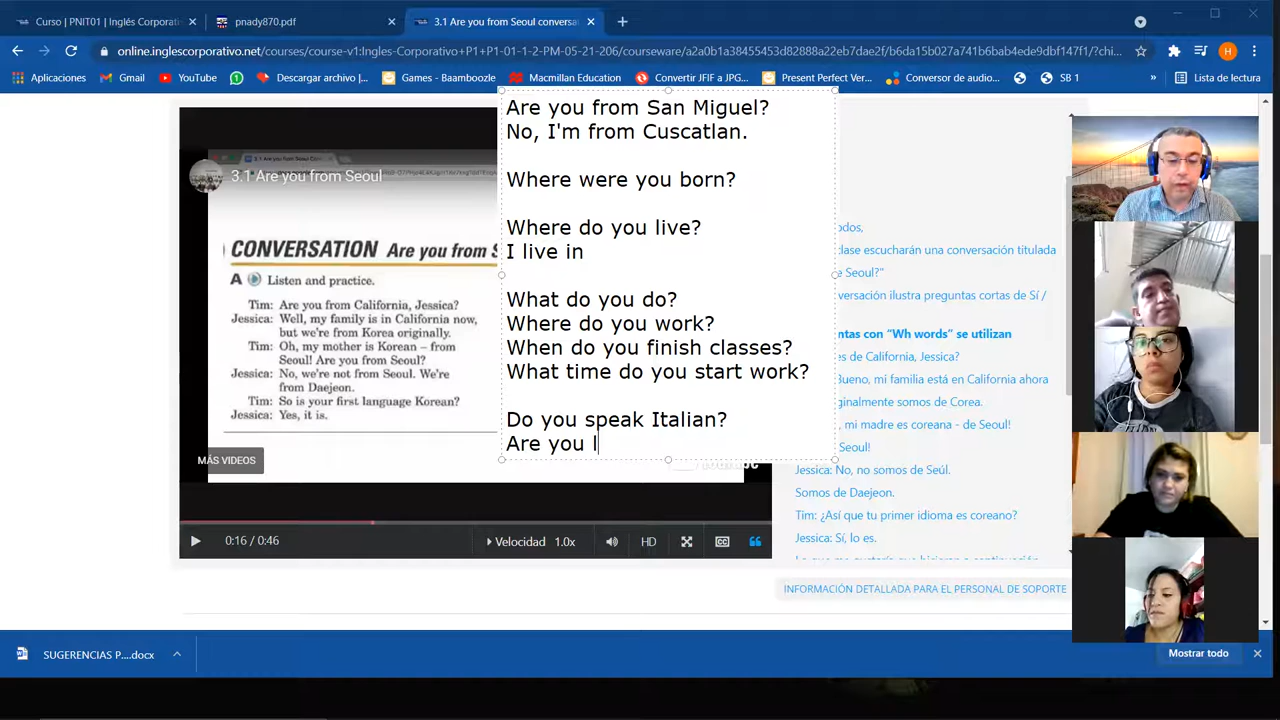 Curso | PNIT01 | Inglés Corporati
pnady870.pdf
3.1 Are you from Seoul conversa
online.inglescorporativo.net/courses/course-v1:Ingles-Corporativo+P1+P1-01-1-2-PM-05-21-206/courseware/a2a0b1a38455453d82888a22eb7dae2f/b6da15b027a741b6bab4ede9dbf147f1/?chi...
H
Aplicaciones
Gmail
YouTube
Descargar archivo |...
Games - Baamboozle
Macmillan Education
Convertir JFIF a JPG...
Present Perfect Ver...
Conversor de audio...
SB 1
»
Lista de lectura
3.1 Are you from Seoul
CONVERSATION Are you from S
A Listen and practice.
Tim: Are you from California, Jessica?
Jessica: Well, my family is in California now,
but we're from Korea originally.
Tim: Oh, my mother is Korean – from
Seoul! Are you from Seoul?
Jessica: No, we're not from Seoul. We're
from Daejeon.
Tim: So is your first language Korean?
Jessica: Yes, it is.
MÁS VIDEOS
0:16 / 0:46
Velocidad 1.0x
HD
Are you from San Miguel?
No, I'm from Cuscatlan.
Where were you born?
Where do you live?
I live in
What do you do?
Where do you work?
When do you finish classes?
What time do you start work?
Do you speak Italian?
Are you l
odos,
clase escucharán una conversación titulada
e Seoul?"
versación ilustra preguntas cortas de Sí /
ntas con “Wh words” se utilizan
es de California, Jessica?
Bueno, mi familia está en California ahora
ginalmente somos de Corea.
, mi madre es coreana - de Seoul!
Seoul!
Jessica: No, no somos de Seúl.
Somos de Daejeon.
Tim: ¿Así que tu primer idioma es coreano?
Jessica: Sí, lo es.
INFORMACIÓN DETALLADA PARA EL PERSONAL DE SOPORTE
SUGERENCIAS P....docx
Mostrar todo